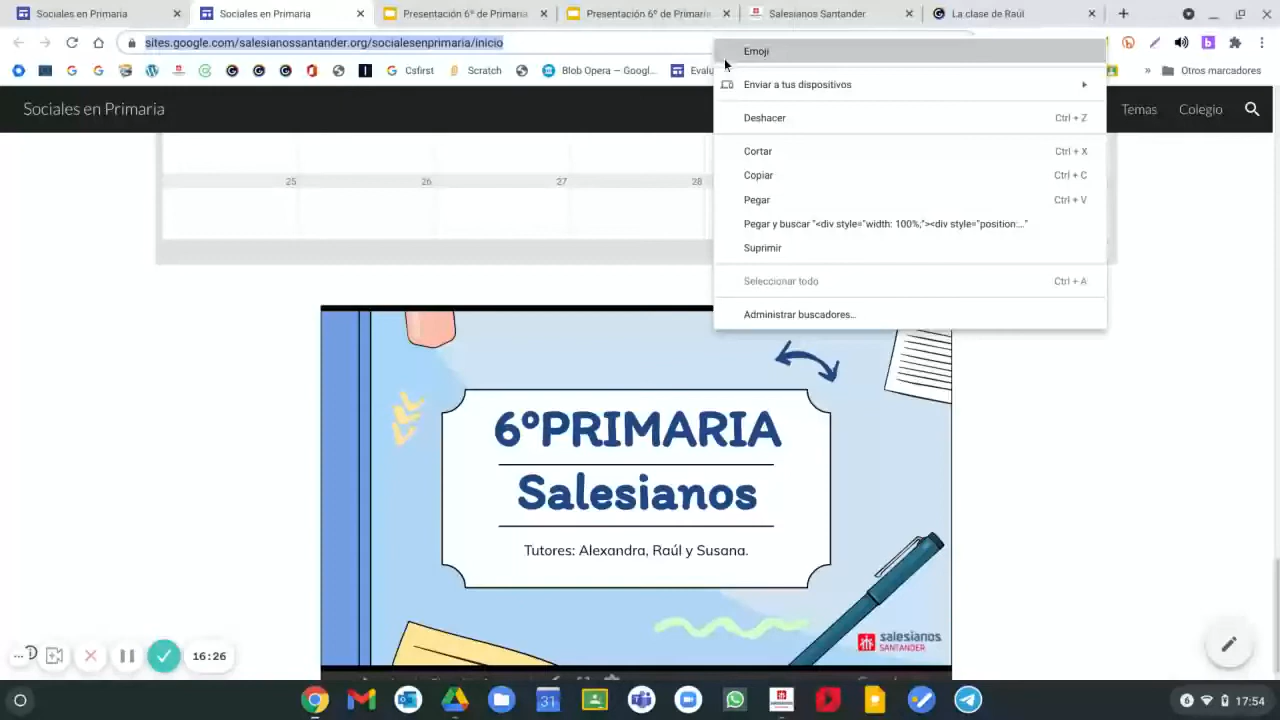 Sociales en Primaria
Sociales en Primaria
Presentación 6º de Primaria
Presentación 6º de Primaria
Salesianos Santander
La clase de Raúl
sites.google.com/salesianossantander.org/socialesenprimaria/inicio
Csfirst
Scratch
Blob Opera — Googl...
Otros marcadores
Sociales en Primaria
Temas
Colegio
Emoji
Enviar a tus dispositivos
Deshacer Ctrl + Z
Cortar Ctrl + X
Copiar Ctrl + C
Pegar Ctrl + V
Pegar y buscar "<div style="width: 100%;"><div style="position:..."
Suprimir
Seleccionar todo Ctrl + A
Administrar buscadores...
25 26 27 28
6ºPRIMARIA
Salesianos
Tutores: Alexandra, Raúl y Susana.
salesianos
SANTANDER
16:26
31
6
17:54